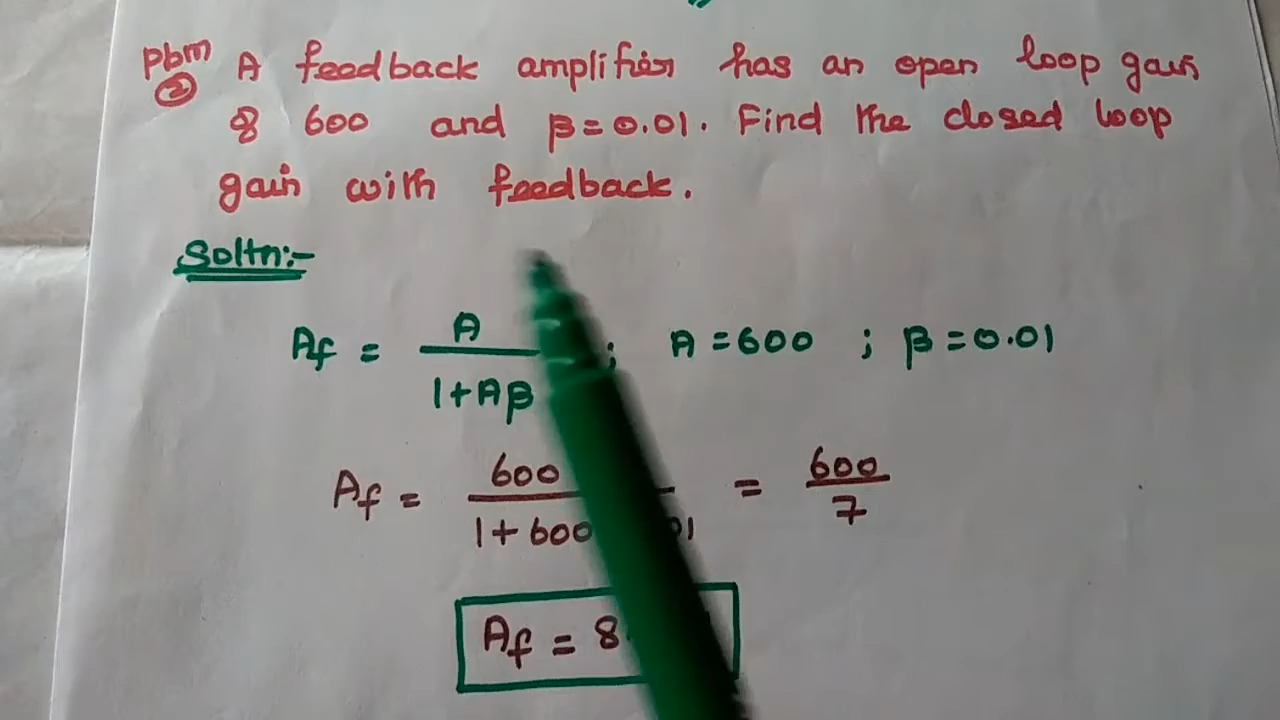 Pbm A feedback amplifier has an open loop gain
② of 600 and β=0.01. Find the closed loop
gain with feedback.
Soltn:-
Af = A / 1+Aβ ; A=600 ; β=0.01
Af = 600 / 1+600 = 600 / 7
Af = 8